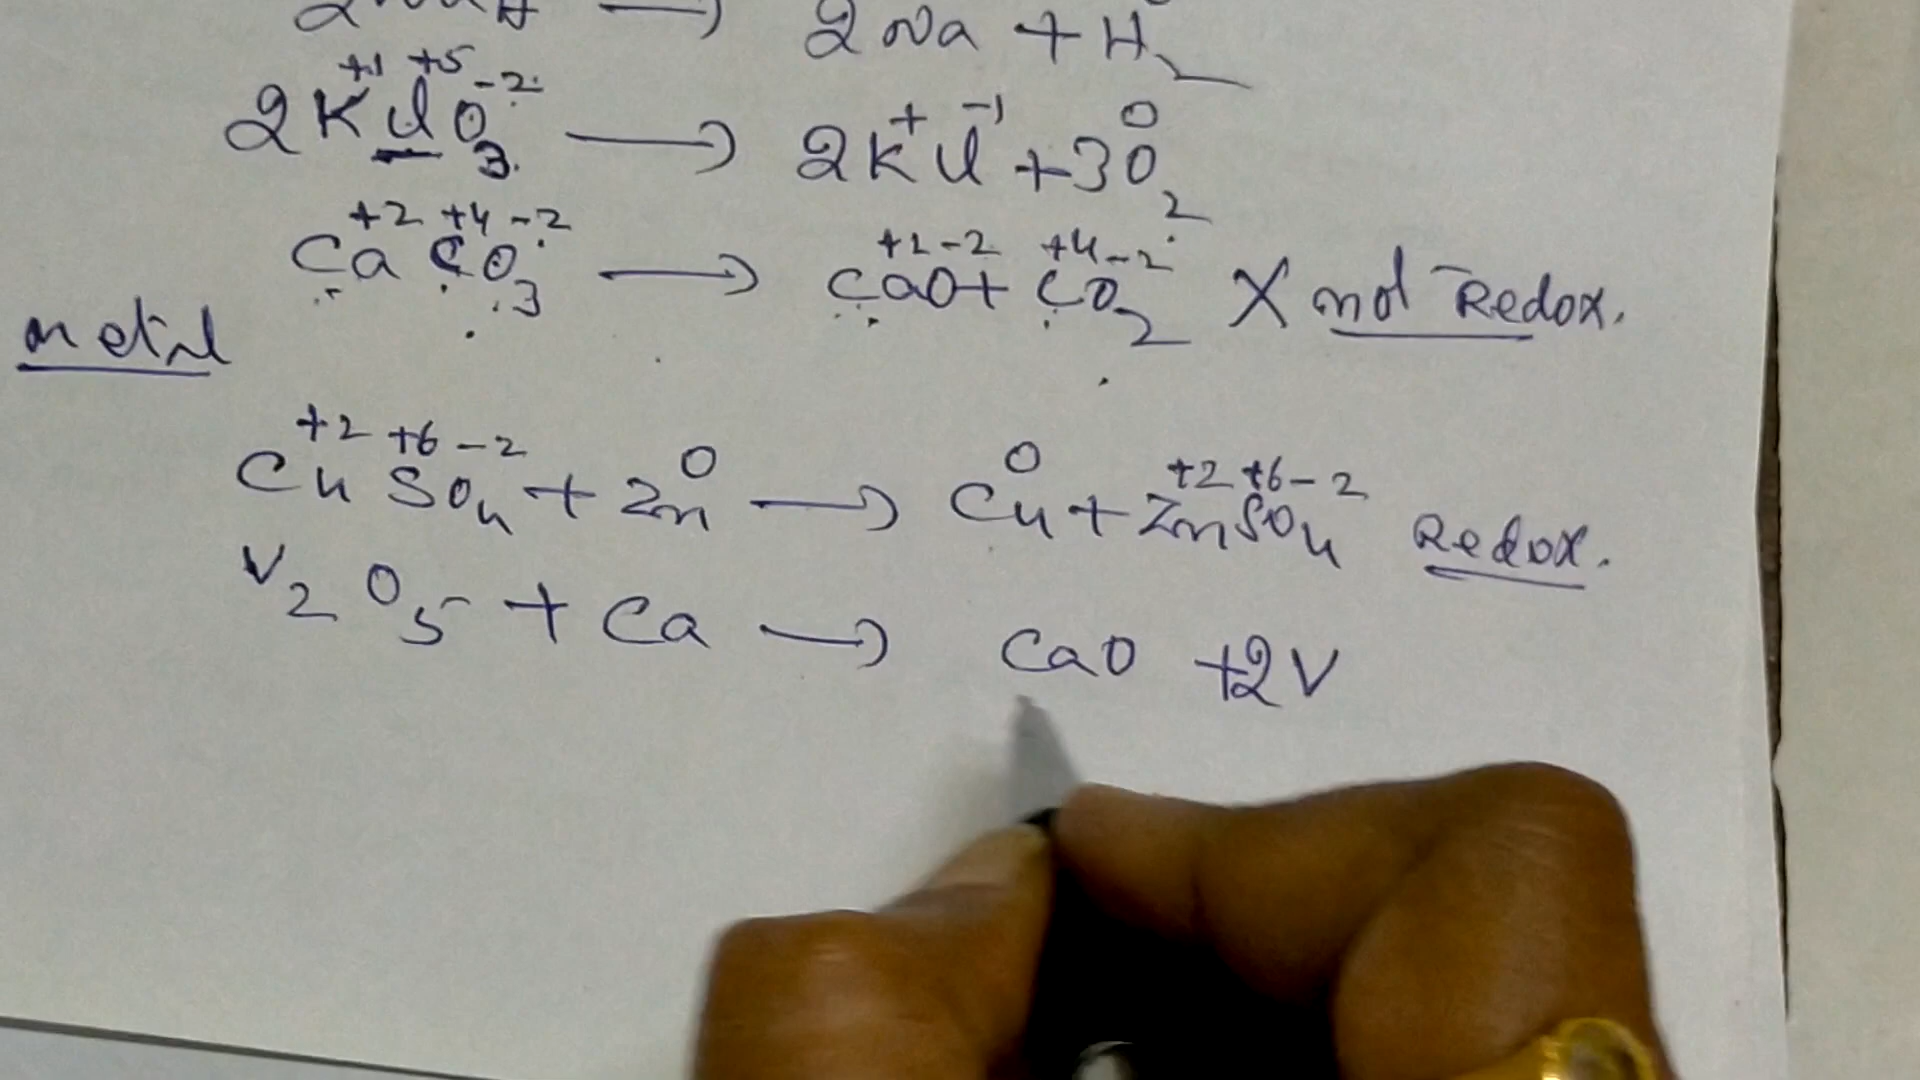 2NaH → 2Na + H2
+1 +5 -2 + -1 0
2KClO3 → 2KCl + 3O2
+2 +4 -2 +2 -2 +4 -2
CaCO3 → CaO + CO2 X not Redox.
metal
+2 +6 -2 0 0 +2 +6 -2
CuSO4 + Zn → Cu + ZnSO4 Redox.
V2O5 + Ca → CaO + 2V